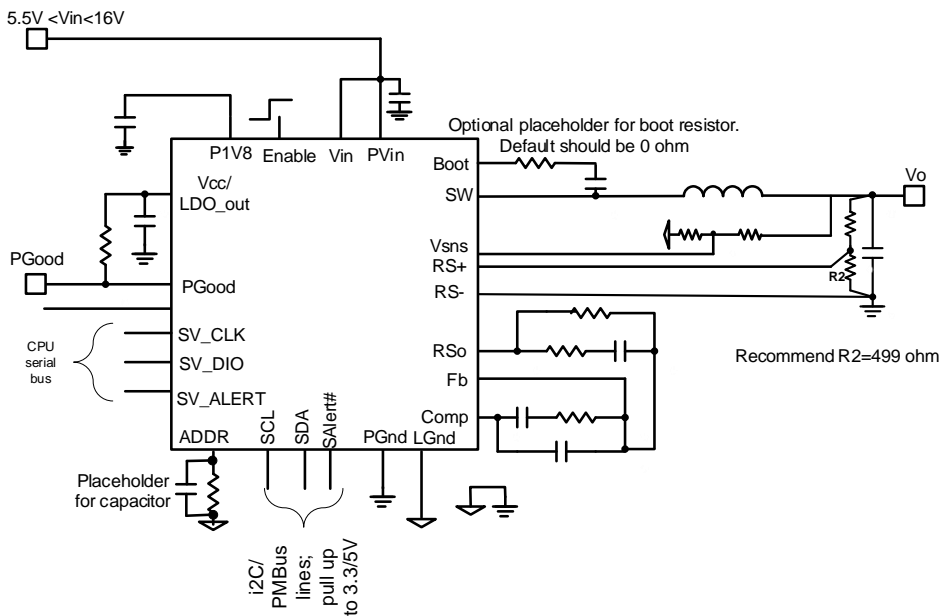 5.5V <Vin<16V
P1V8
Enable
Vin
PVin
Optional placeholder for boot resistor.
Default should be 0 ohm
Boot
SW
Vo
Vcc/
LDO_out
Vsns
RS+
RS-
R2
PGood
PGood
CPU
serial
bus
SV_CLK
SV_DIO
SV_ALERT
RSo
Fb
Comp
Recommend R2=499 ohm
ADDR
SCL
SDA
SAlert#
PGnd
LGnd
Placeholder
for capacitor
i2C/
PMBus
lines;
pull up
to 3.3/5V